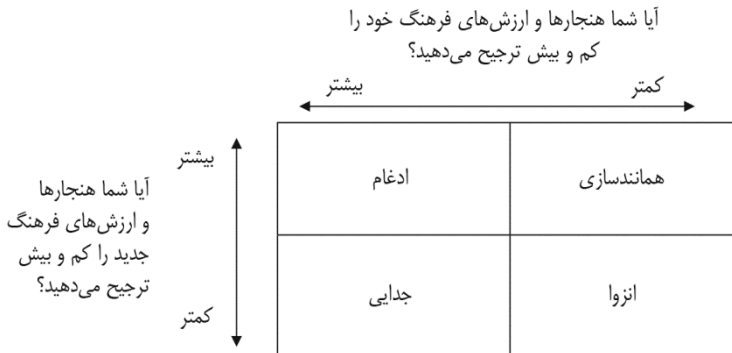 آیا شما هنجارها و ارزش‌های فرهنگ خود را
کم و بیش ترجیح می‌دهید؟
کمتر
بیشتر
بیشتر
آیا شما هنجارها
و ارزش‌های فرهنگ
جدید را کم و بیش
ترجیح می‌دهید؟
کمتر
همانندسازی
ادغام
انزوا
جدایی